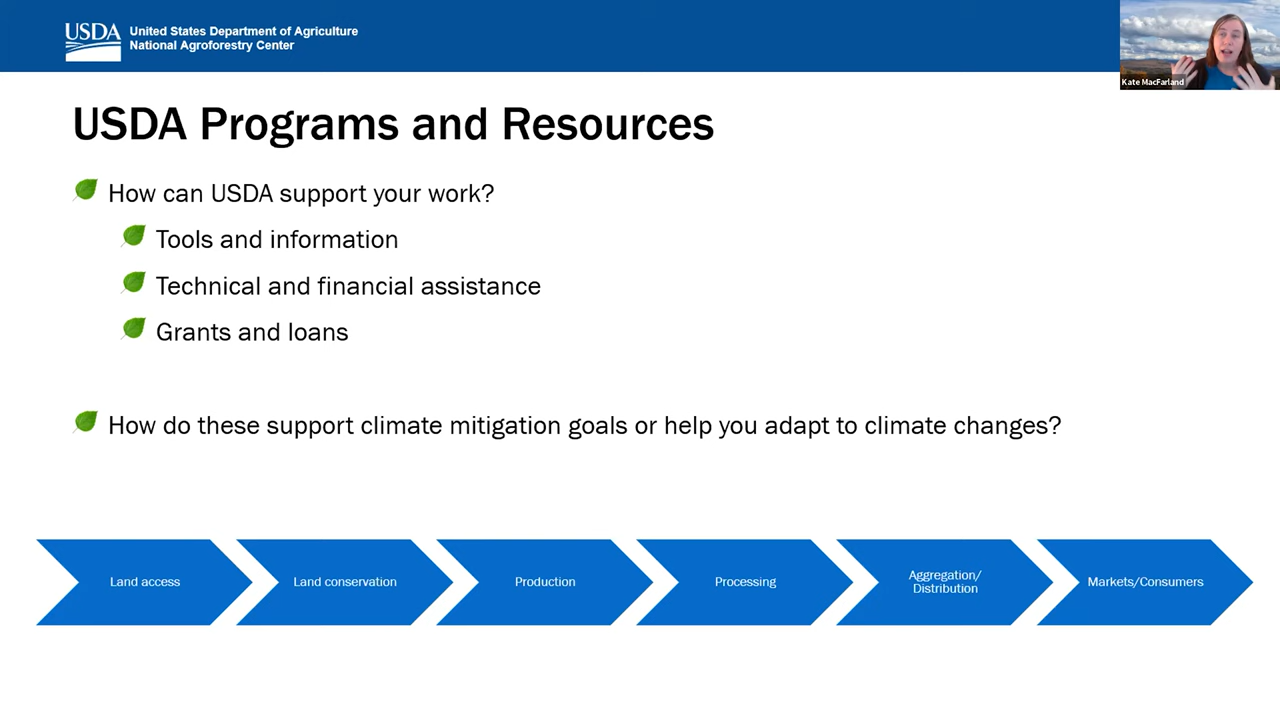 USDA
United States Department of Agriculture
National Agroforestry Center
Kate MacFarland
USDA Programs and Resources
How can USDA support your work?
Tools and information
Technical and financial assistance
Grants and loans
How do these support climate mitigation goals or help you adapt to climate changes?
Land access
Land conservation
Production
Processing
Aggregation/
Distribution
Markets/Consumers